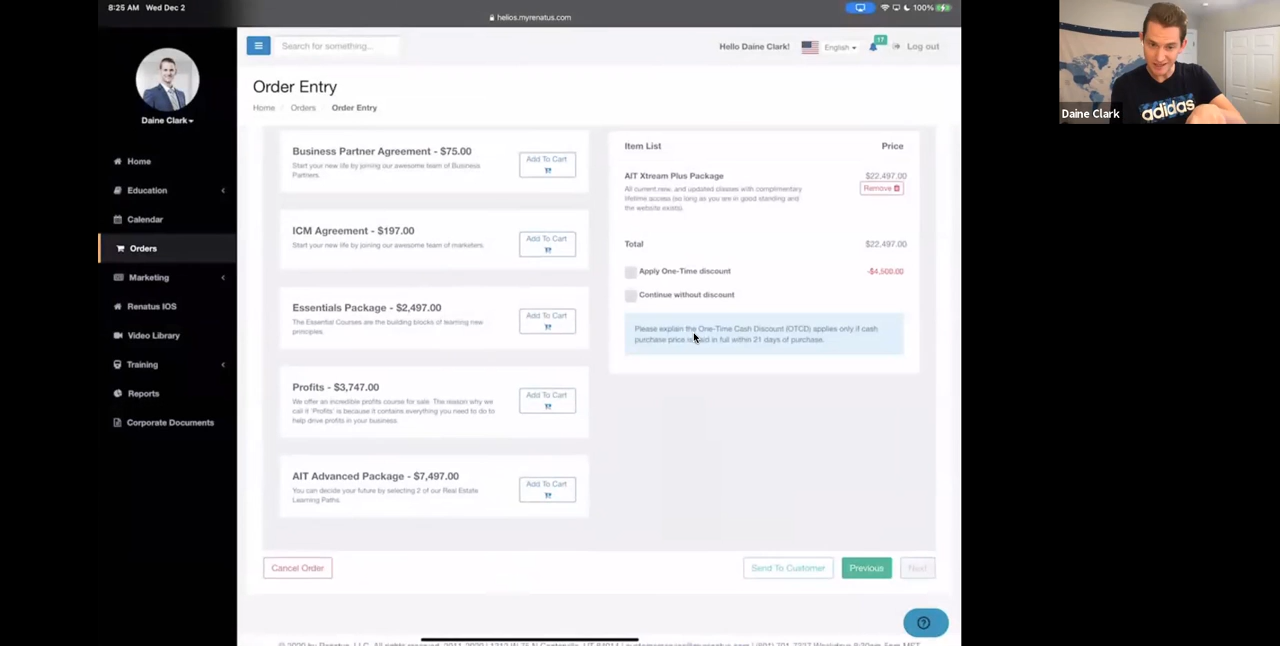 8:25 AM Wed Dec 2
helios.myrenatus.com
100%
Search for something...
Hello Daine Clark!
English
17
Log out
Daine Clark
Home
Education
Calendar
Orders
Marketing
Renatus IOS
Video Library
Training
Reports
Corporate Documents
Order Entry
Home / Orders / Order Entry
Business Partner Agreement - $75.00
Start your new life by joining our awesome team of Business
Partners.
Add To Cart
ICM Agreement - $197.00
Start your new life by joining our awesome team of marketers.
Add To Cart
Essentials Package - $2,497.00
The Essential Courses are the building blocks of learning new
principles.
Add To Cart
Profits - $3,747.00
We offer an incredible profits course for sale. The reason why we
call it 'Profits' is because it contains everything you need to do to
help drive profits in your business.
Add To Cart
AIT Advanced Package - $7,497.00
You can decide your future by selecting 2 of our Real Estate
Learning Paths.
Add To Cart
Item List Price
AIT Xtream Plus Package $22,497.00
Remove
All current,new, and updated classes with complimentary
lifetime access (so long as you are in good standing and
the website exists).
Total $22,497.00
Apply One-Time discount -$4,500.00
Continue without discount
Please explain the One-Time Cash Discount (OTCD) applies only if cash
purchase price is paid in full within 21 days of purchase.
Cancel Order
Send To Customer
Previous
Next
Daine Clark
adidas